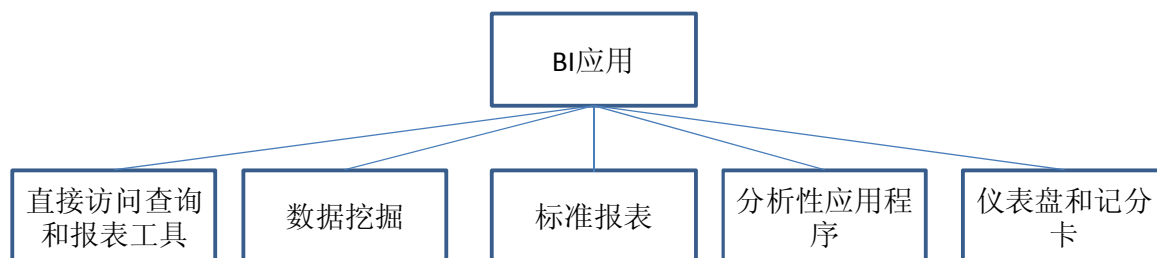 BI应用
直接访问查询
和报表工具
数据挖掘
标准报表
分析性应用程
序
仪表盘和记分
卡